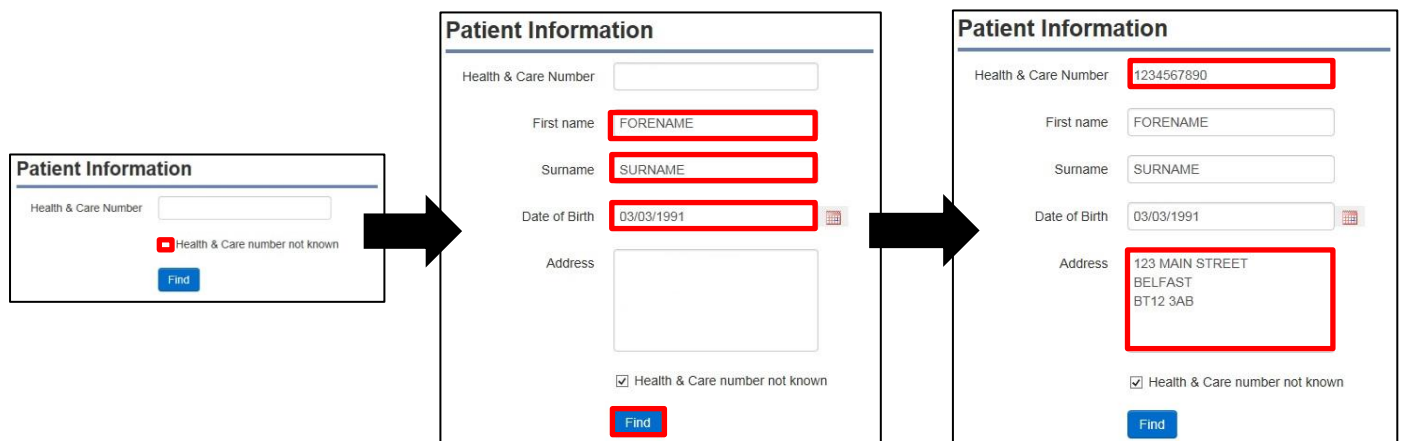 Patient Information
Health & Care Number
Health & Care number not known
Find
Patient Information
Health & Care Number
First name FORENAME
Surname SURNAME
Date of Birth 03/03/1991
Address
Health & Care number not known
Find
Patient Information
Health & Care Number 1234567890
First name FORENAME
Surname SURNAME
Date of Birth 03/03/1991
Address 123 MAIN STREET
BELFAST
BT12 3AB
Health & Care number not known
Find